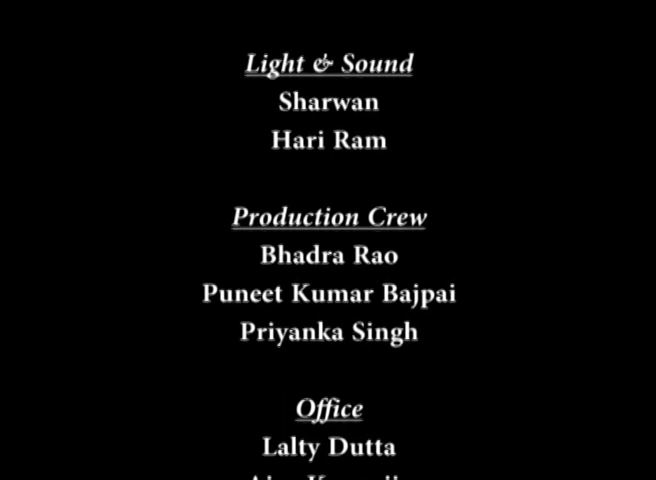 Light & Sound
Sharwan
Hari Ram
Production Crew
Bhadra Rao
Puneet Kumar Bajpai
Priyanka Singh
Office
Lalty Dutta